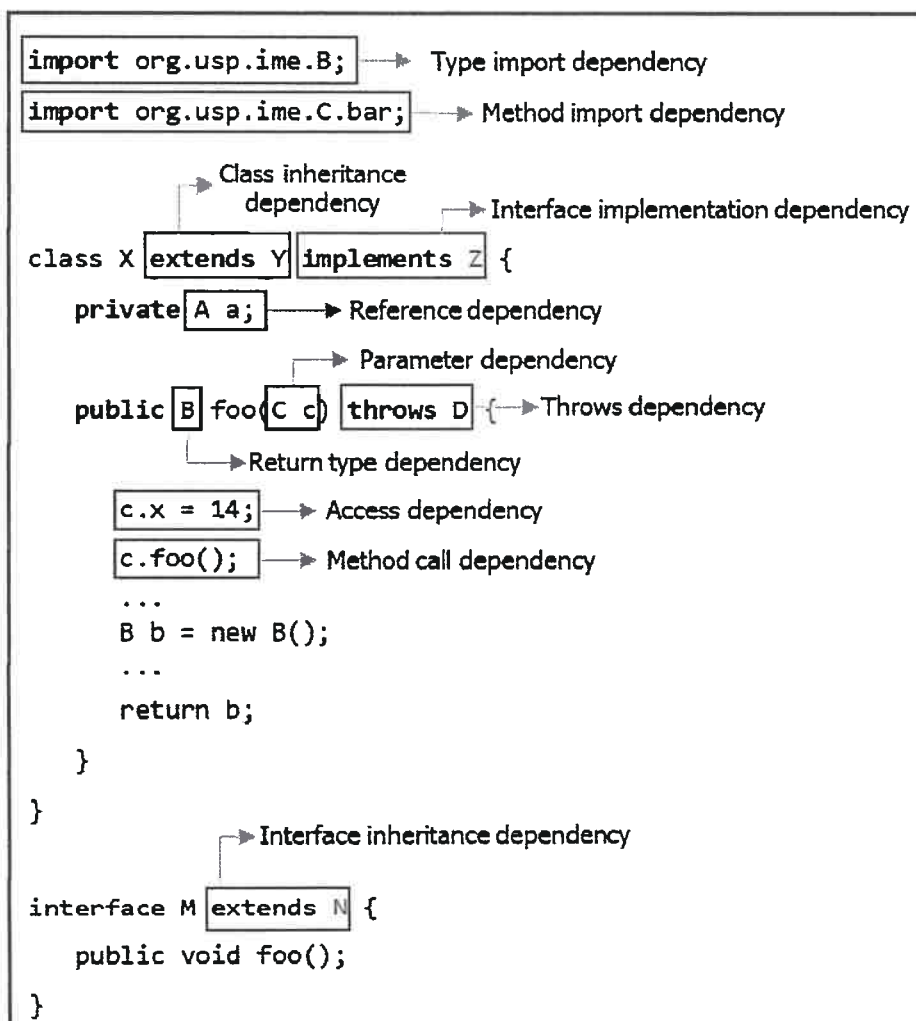 import org.usp.ime.B; Type import dependency
import org.usp.ime.C.bar; Method import dependency
Class inheritance
dependency
Interface implementation dependency
class X extends Y implements Z {
private A a; Reference dependency
Parameter dependency
public B foo(C c) throws D { Throws dependency
Return type dependency
c.x = 14; Access dependency
c.foo(); Method call dependency
...
B b = new B();
...
return b;
}
}
Interface inheritance dependency
interface M extends N {
public void foo();
}